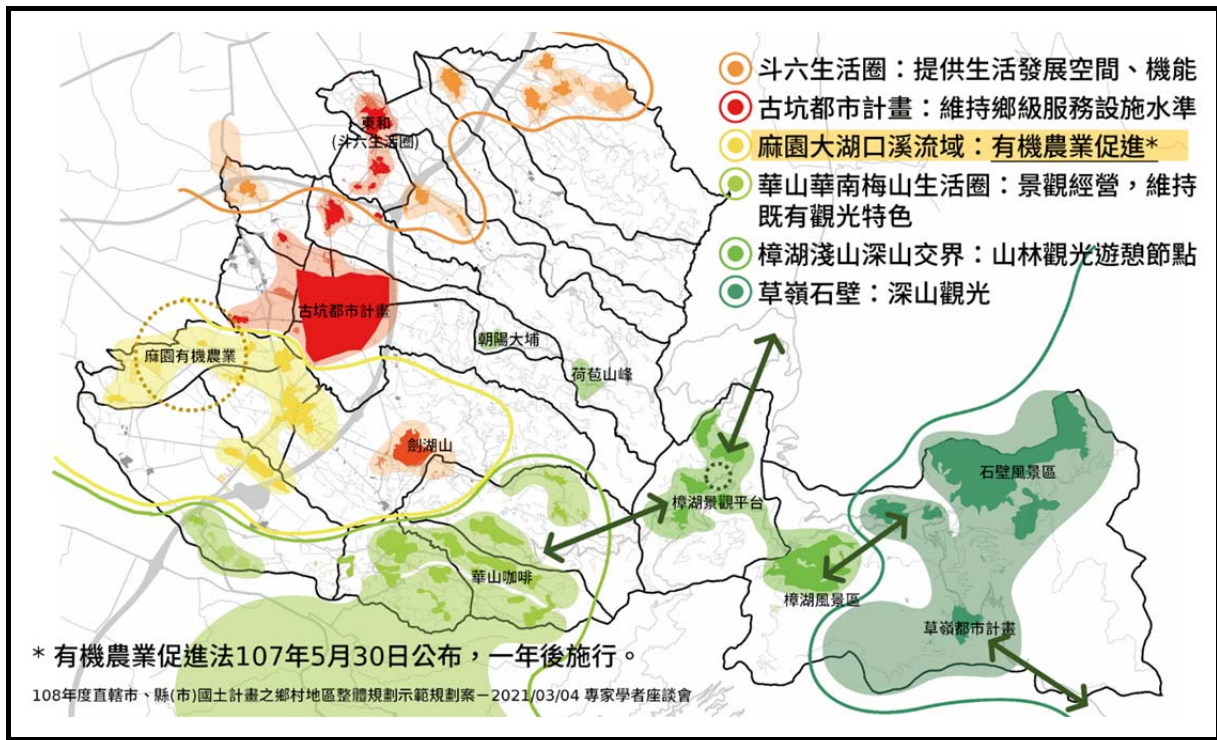 斗六生活圈：提供生活發展空間、機能
古坑都市計畫：維持鄉級服務設施水準
麻園大湖口溪流域：有機農業促進*
華山華南梅山生活圈：景觀經營，維持
既有觀光特色
樟湖淺山深山交界：山林觀光遊憩節點
草嶺石壁：深山觀光
東和
(斗六生活圈)
古坑都市計畫
朝陽大埔
麻園有機農業
荷苞山峰
劍湖山
石壁風景區
樟湖景觀平台
華山咖啡
樟湖風景區
草嶺都市計畫
* 有機農業促進法107年5月30日公布，一年後施行。
108年度直轄市、縣(市)國土計畫之鄉村地區整體規劃示範規劃案－2021/03/04 專家學者座談會